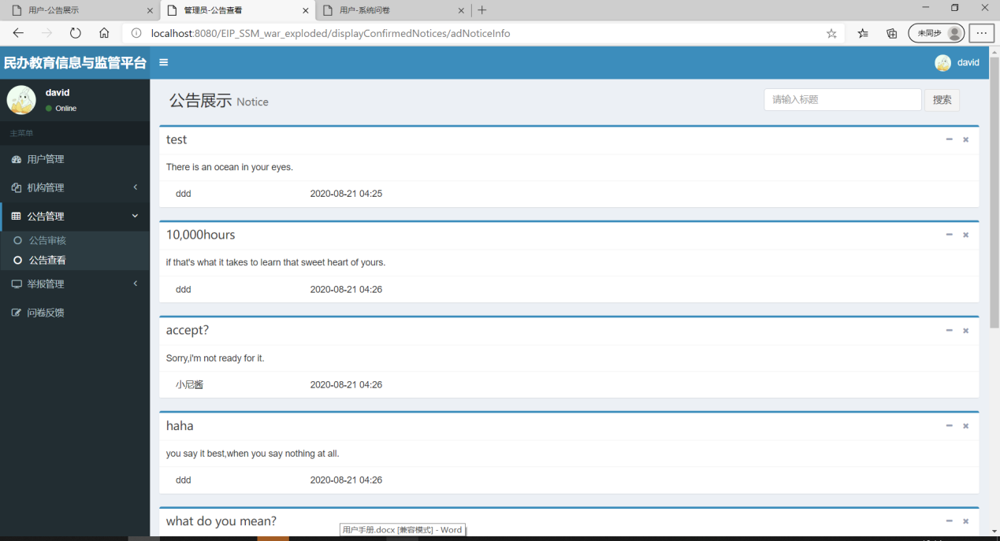 用户-公告展示
管理员-公告查看
用户-系统问卷
localhost:8080/EIP_SSM_war_exploded/displayConfirmedNotices/adNoticeInfo
未同步
民办教育信息与监管平台
david
david
Online
主菜单
用户管理
机构管理
公告管理
公告审核
公告查看
举报管理
问卷反馈
公告展示 Notice
请输入标题
搜索
test
There is an ocean in your eyes.
ddd 2020-08-21 04:25
10,000hours
if that's what it takes to learn that sweet heart of yours.
ddd 2020-08-21 04:26
accept?
Sorry,i'm not ready for it.
小尼酱 2020-08-21 04:26
haha
you say it best,when you say nothing at all.
ddd 2020-08-21 04:26
what do you mean?
用户手册.docx [兼容模式] - Word